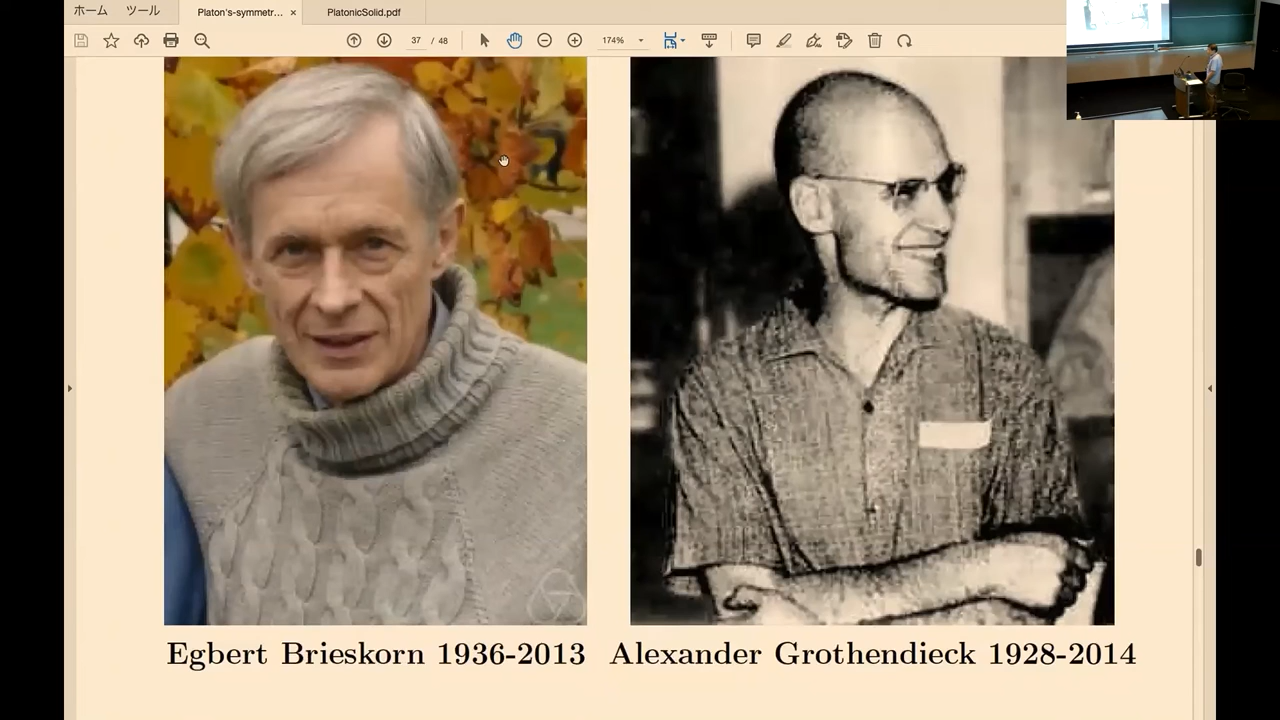 ホーム ツール Platon's-symmetr... × PlatonicSolid.pdf
37 / 48 174%
Egbert Brieskorn 1936-2013 Alexander Grothendieck 1928-2014